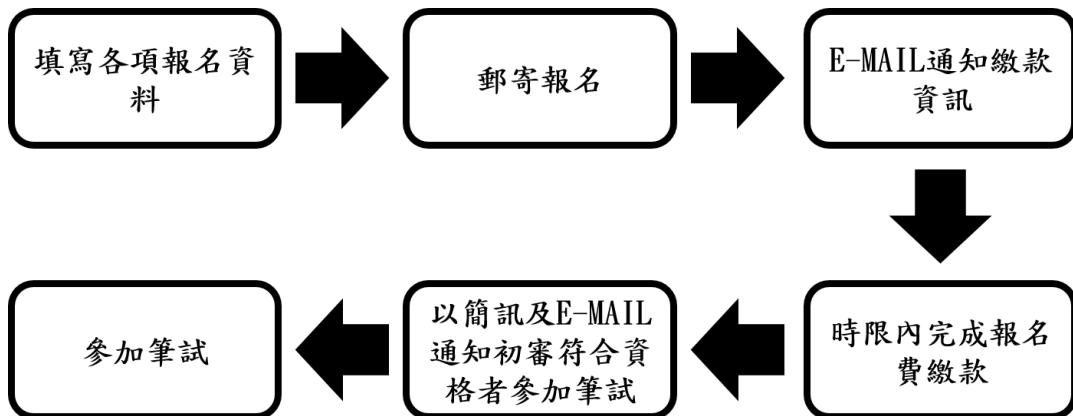 填寫各項報名資
料
郵寄報名
E-MAIL通知繳款
資訊
時限內完成報名
費繳款
以簡訊及E-MAIL
通知初審符合資
格者參加筆試
參加筆試